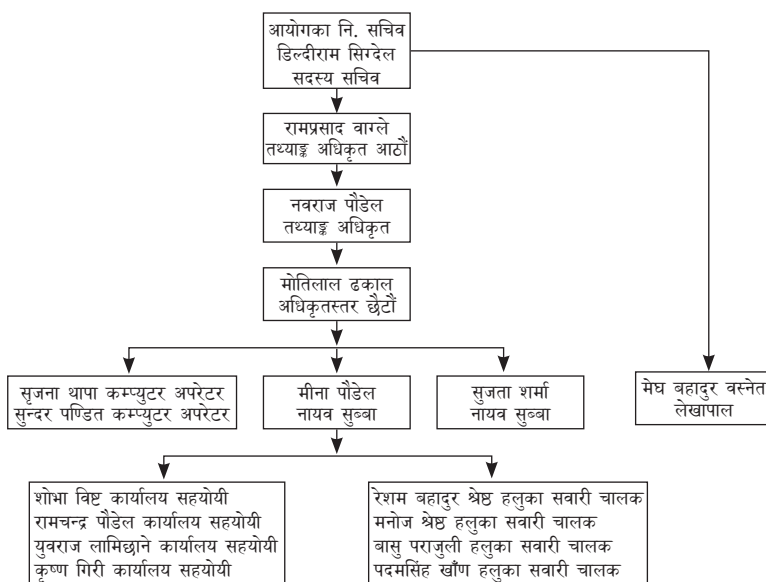 आयोगका नि. सचिव
डिल्दीराम सिग्देल
सदस्य सचिव
रामप्रसाद वाग्ले
तथ्याङ्क अधिकृत आठौं
नवराज पौडेल
तथ्याङ्क अधिकृत
मोतिलाल ढकाल
अधिकृतस्तर छैटौं
सृजना थापा कम्प्युटर अपरेटर
सुन्दर पण्डित कम्प्युटर अपरेटर
मीना पौडेल
नायव सुब्बा
सुजता शर्मा
नायव सुब्बा
मेघ बहादुर वस्नेत
लेखापाल
शोभा विष्ट कार्यालय सहयोयी
रामचन्द्र पौडेल कार्यालय सहयोयी
युवराज लामिछाने कार्यालय सहयोयी
कृष्ण गिरी कार्यालय सहयोयी
रेशम बहादुर श्रेष्ठ हलुका सवारी चालक
मनोज श्रेष्ठ हलुका सवारी चालक
बासु पराजुली हलुका सवारी चालक
पदमसिंह खाँण हलुका सवारी चालक